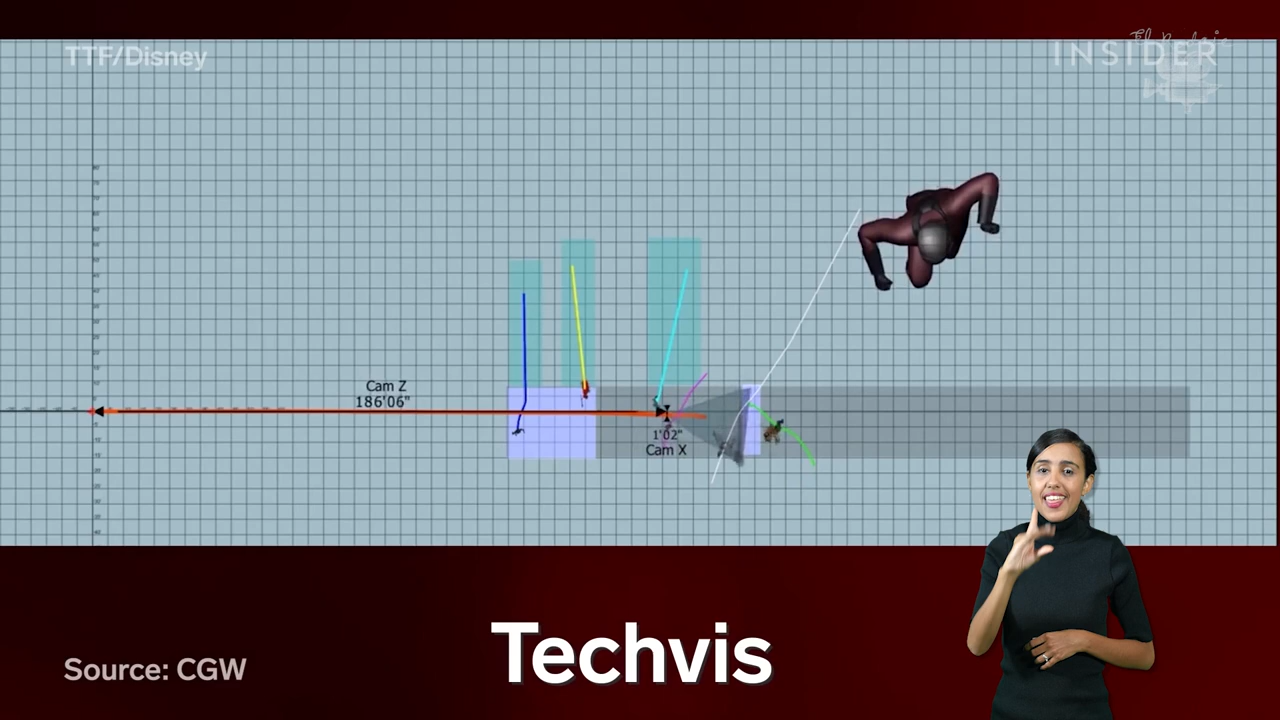 TTF/Disney
INSIDER
Cam Z
186'06"
1'02"
Cam X
Techvis
Source: CGW